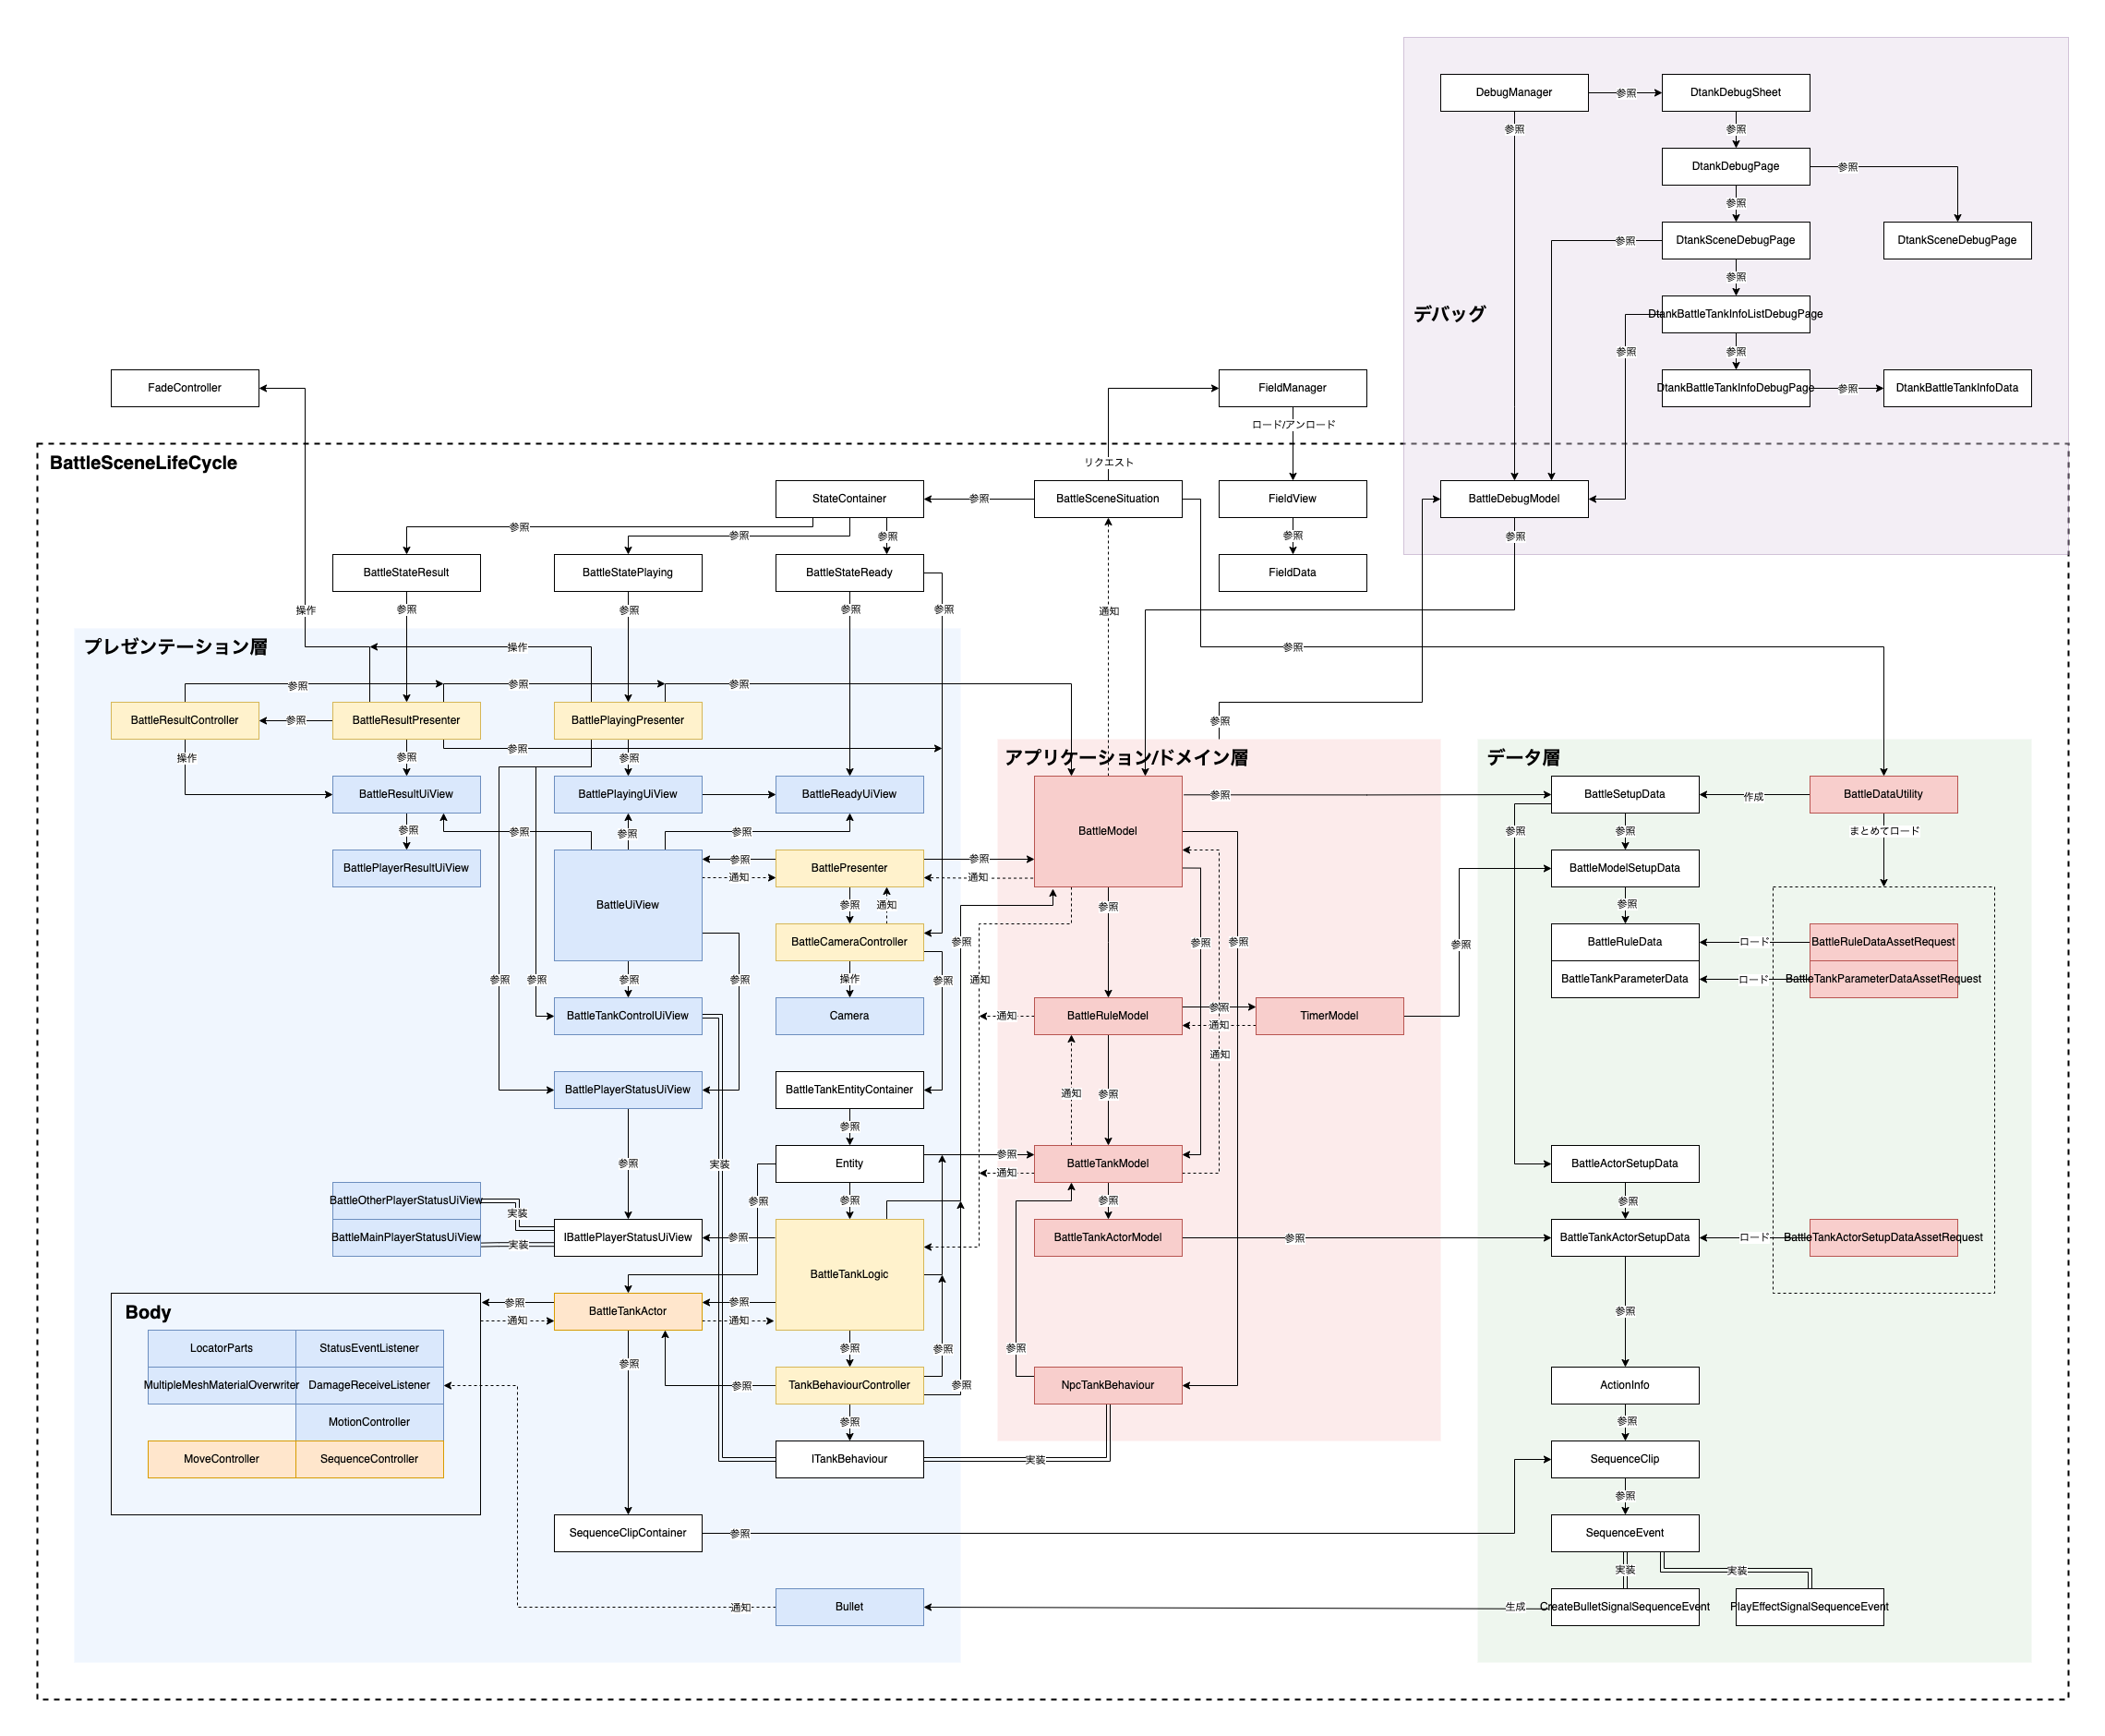 DebugManager
参照
DtankDebugSheet
参照
参照
DtankDebugPage
参照
参照
DtankSceneDebugPage
参照
DtankSceneDebugPage
参照
デバッグ
DtankBattleTankInfoListDebugPage
参照
参照
FadeController
FieldManager
DtankBattleTankInfoDebugPage
参照
DtankBattleTankInfoData
ロード/アンロード
BattleSceneLifeCycle
リクエスト
StateContainer
参照
BattleSceneSituation
FieldView
BattleDebugModel
参照
参照
参照
参照
参照
BattleStateResult
BattleStatePlaying
BattleStateReady
FieldData
操作
参照
参照
参照
参照
通知
プレゼンテーション層
操作
参照
参照
参照
参照
BattleResultController
参照
BattleResultPresenter
BattlePlayingPresenter
参照
操作
参照
参照
参照
アプリケーション/ドメイン層
データ層
BattleResultUiView
BattlePlayingUiView
BattleReadyUiView
参照
BattleSetupData
作成
BattleDataUtility
参照
参照
参照
参照
BattleModel
参照
参照
まとめてロード
BattlePlayerResultUiView
参照
BattlePresenter
参照
BattleModelSetupData
通知
通知
BattleUiView
参照
通知
参照
参照
BattleCameraController
参照
参照
参照
参照
BattleRuleData
ロード
BattleRuleDataAssetRequest
参照
参照
参照
参照
操作
参照
通知
BattleTankParameterData
ロード
BattleTankParameterDataAssetRequest
BattleTankControlUiView
Camera
通知
BattleRuleModel
参照
通知
TimerModel
通知
BattlePlayerStatusUiView
BattleTankEntityContainer
通知
参照
参照
参照
実装
Entity
参照
通知
BattleTankModel
BattleActorSetupData
BattleOtherPlayerStatusUiView
実装
参照
参照
参照
参照
BattleMainPlayerStatusUiView
実装
IBattlePlayerStatusUiView
参照
BattleTankActorModel
参照
BattleTankActorSetupData
ロード
BattleTankActorSetupDataAssetRequest
BattleTankLogic
Body
参照
通知
BattleTankActor
参照
通知
参照
LocatorParts
StatusEventListener
参照
参照
参照
参照
MultipleMeshMaterialOverwriter
DamageReceiveListener
参照
TankBehaviourController
参照
NpcTankBehaviour
ActionInfo
MotionController
参照
参照
MoveController
SequenceController
ITankBehaviour
実装
SequenceClip
参照
SequenceClipContainer
参照
SequenceEvent
実装
実装
通知
Bullet
生成
CreateBulletSignalSequenceEvent
PlayEffectSignalSequenceEvent